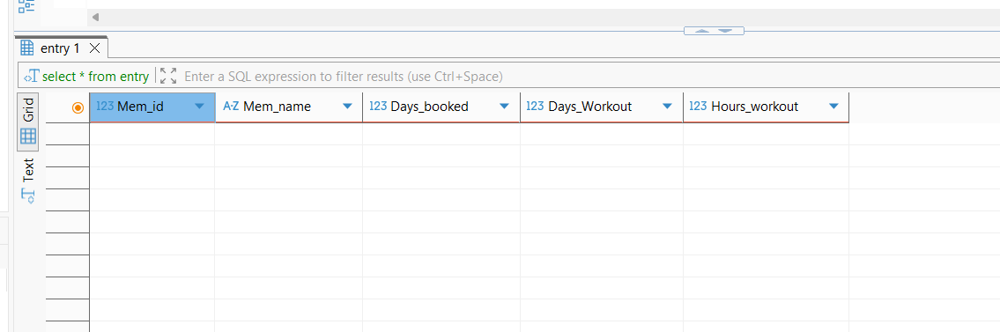 entry 1
select * from entry Enter a SQL expression to filter results (use Ctrl+Space)
Grid
Text
123 Mem_id A-Z Mem_name 123 Days_booked 123 Days_Workout 123 Hours_workout